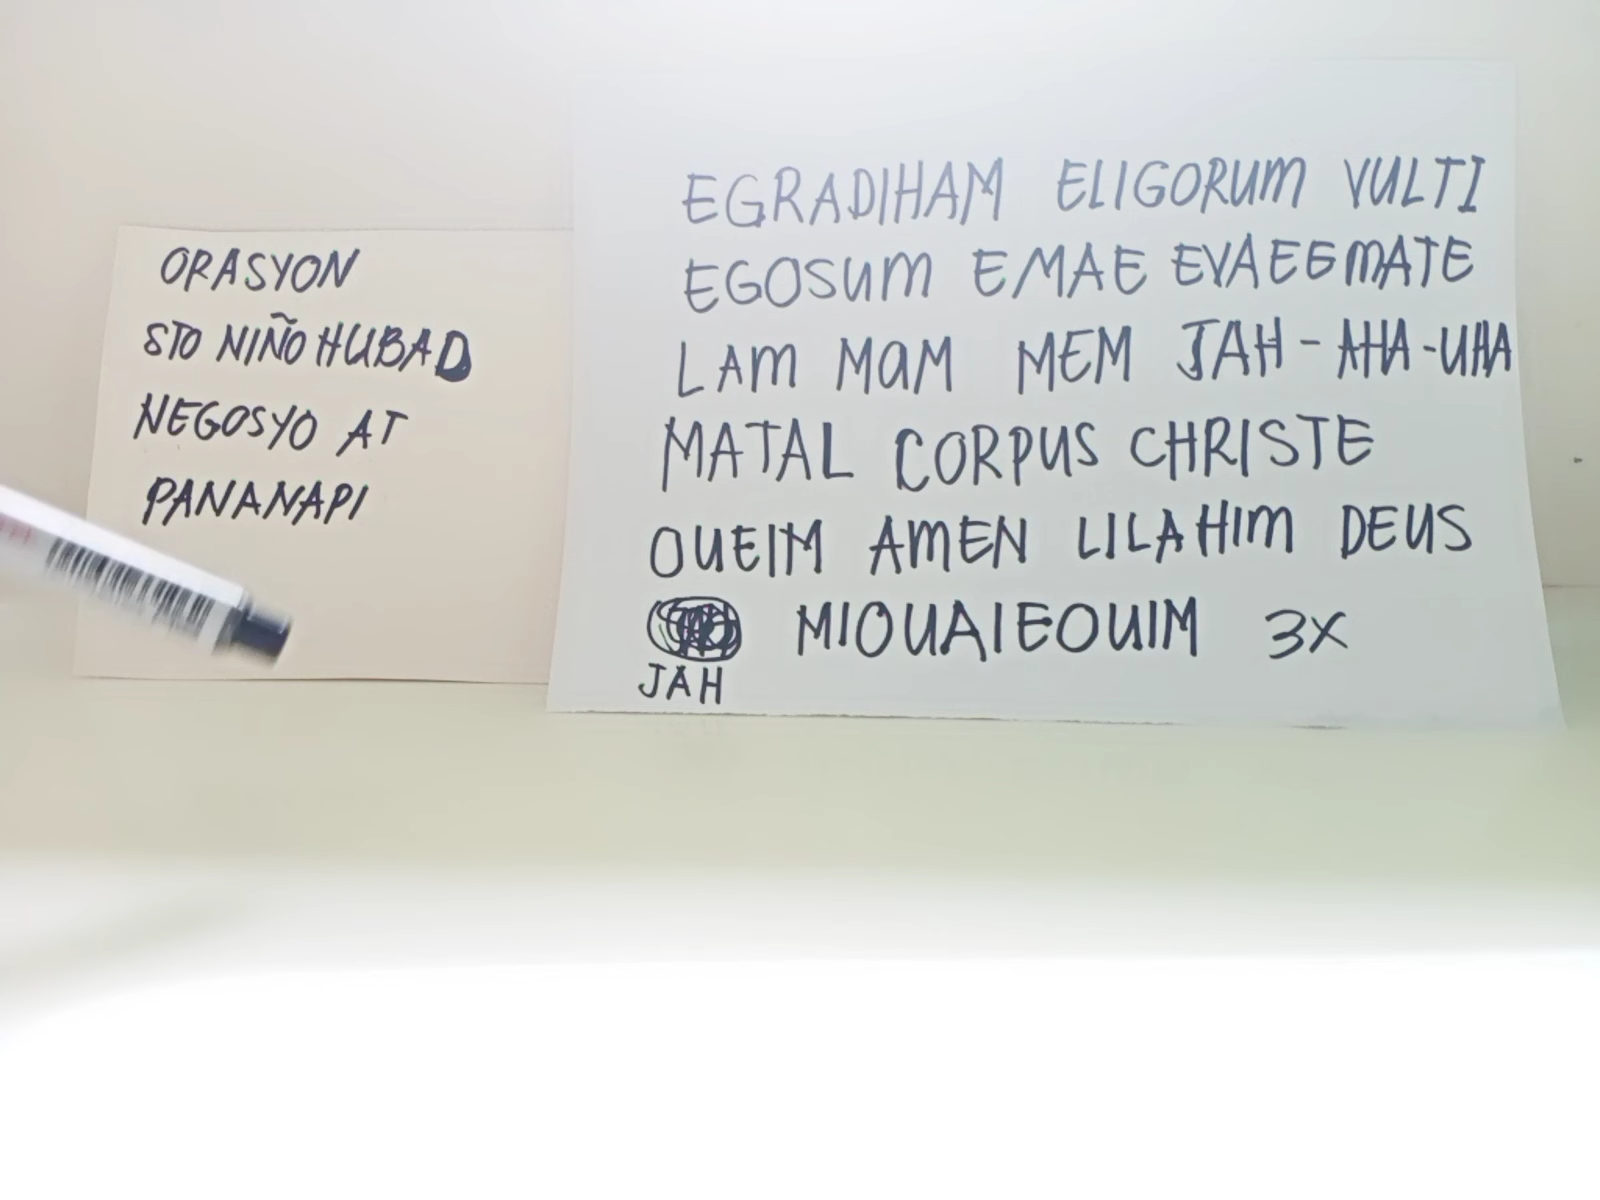 ORASYON
STO NIÑO HUBAD
NEGOSYO AT
PANANAPI
EGRADIHAM ELIGORUM VULTI
EGOSUM EMAE EVAEEMATE
LAM MAM MEM JAH-AHA-UHA
MATAL CORPUS CHRISTE
OUEIM AMEN LILAHIM DEUS
MIOUAIEOUIM 3X
JAH